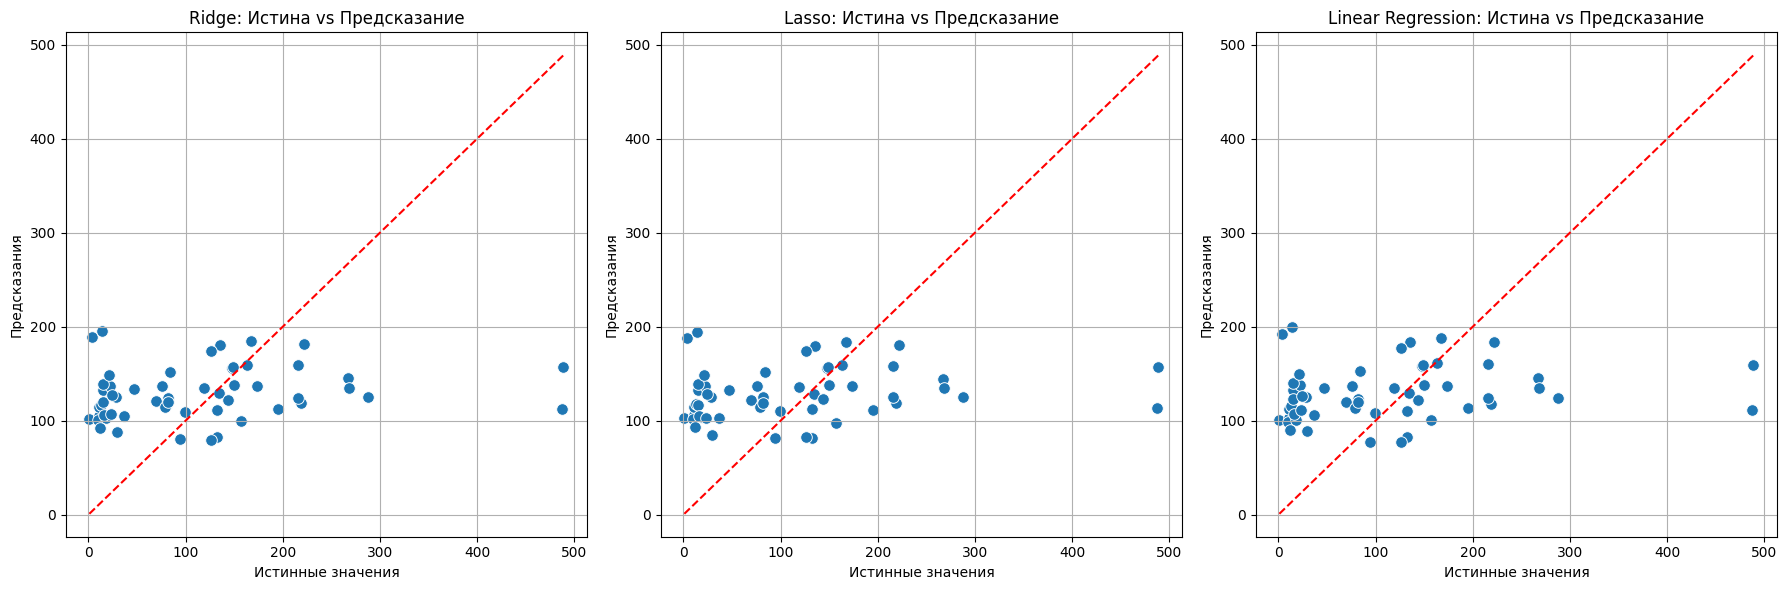 Ridge: Истина vs Предсказание
Предсказания
500
400
300
200
100
0
0 100 200 300 400 500
Истинные значения
Lasso: Истина vs Предсказание
Предсказания
500
400
300
200
100
0
0 100 200 300 400 500
Истинные значения
Linear Regression: Истина vs Предсказание
Предсказания
500
400
300
200
100
0
0 100 200 300 400 500
Истинные значения